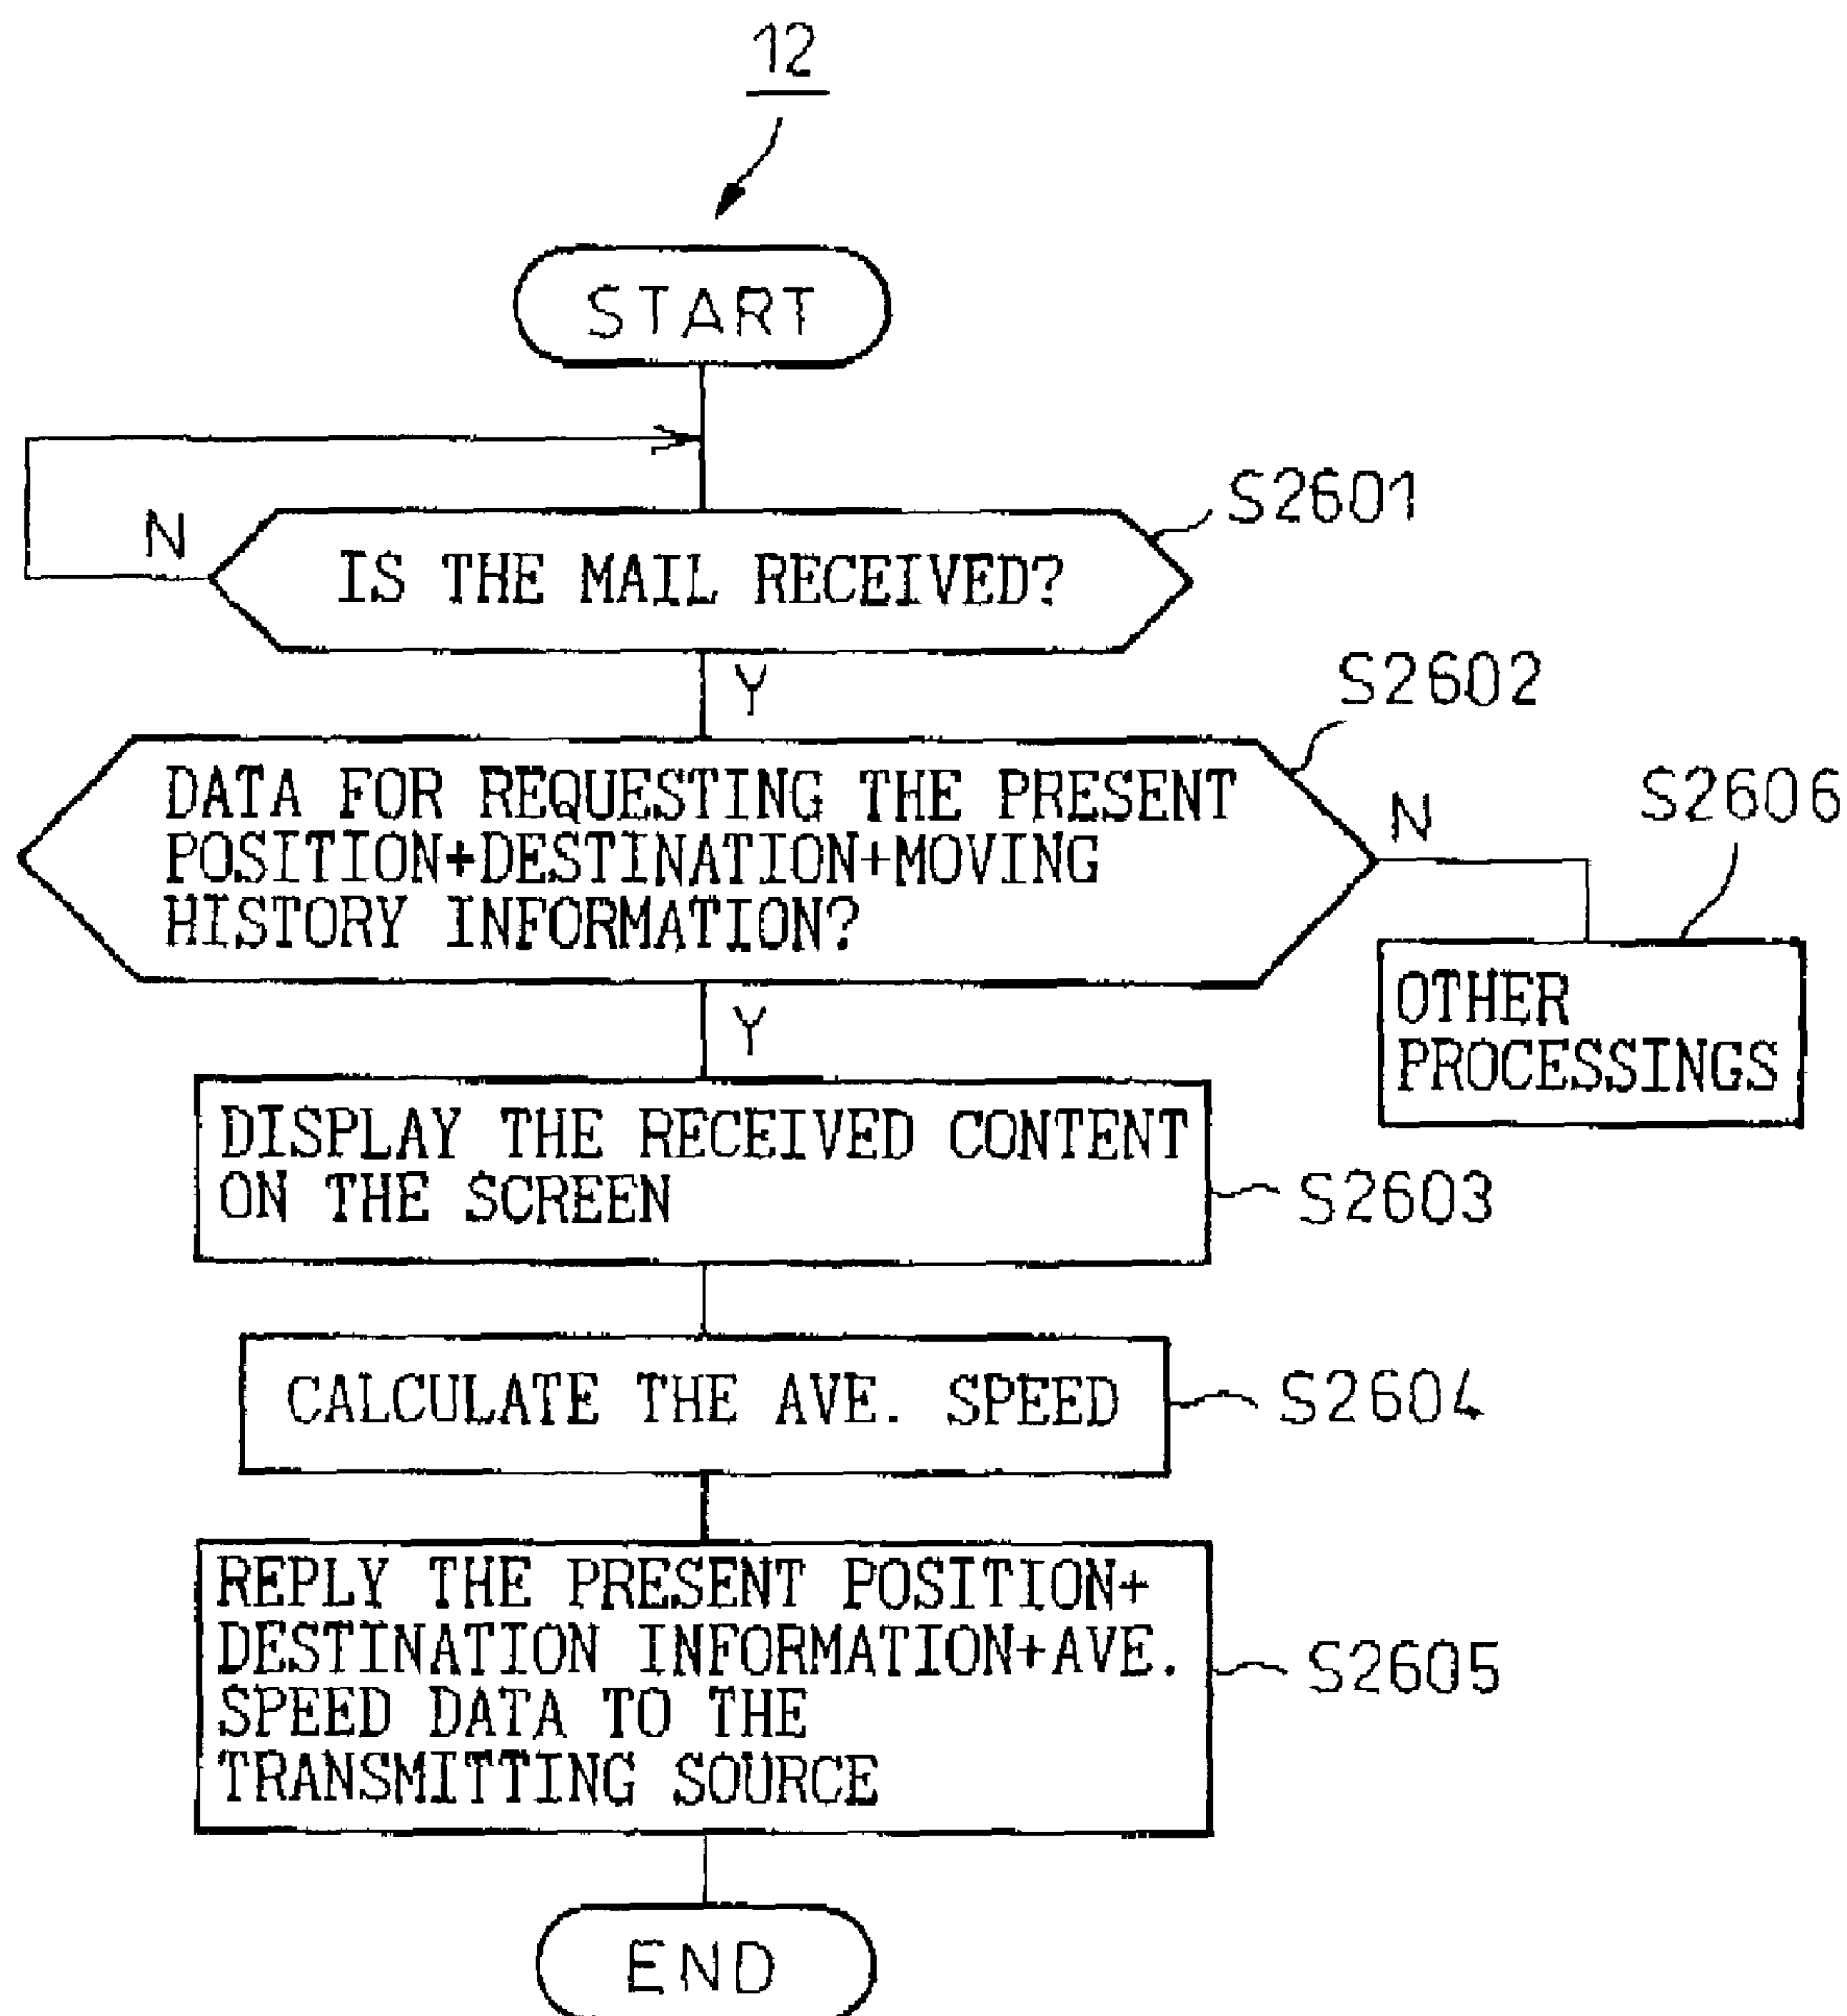 12
START
N
IS THE MAIL RECEIVED?
S2601
Y
DATA FOR REQUESTING THE PRESENT
POSITION+DESTINATION+MOVING
HISTORY INFORMATION?
S2602
N
S2606
OTHER
PROCESSINGS
Y
DISPLAY THE RECEIVED CONTENT
ON THE SCREEN
S2603
CALCULATE THE AVE. SPEED
S2604
REPLY THE PRESENT POSITION+
DESTINATION INFORMATION+AVE.
SPEED DATA TO THE
TRANSMITTING SOURCE
S2605
END